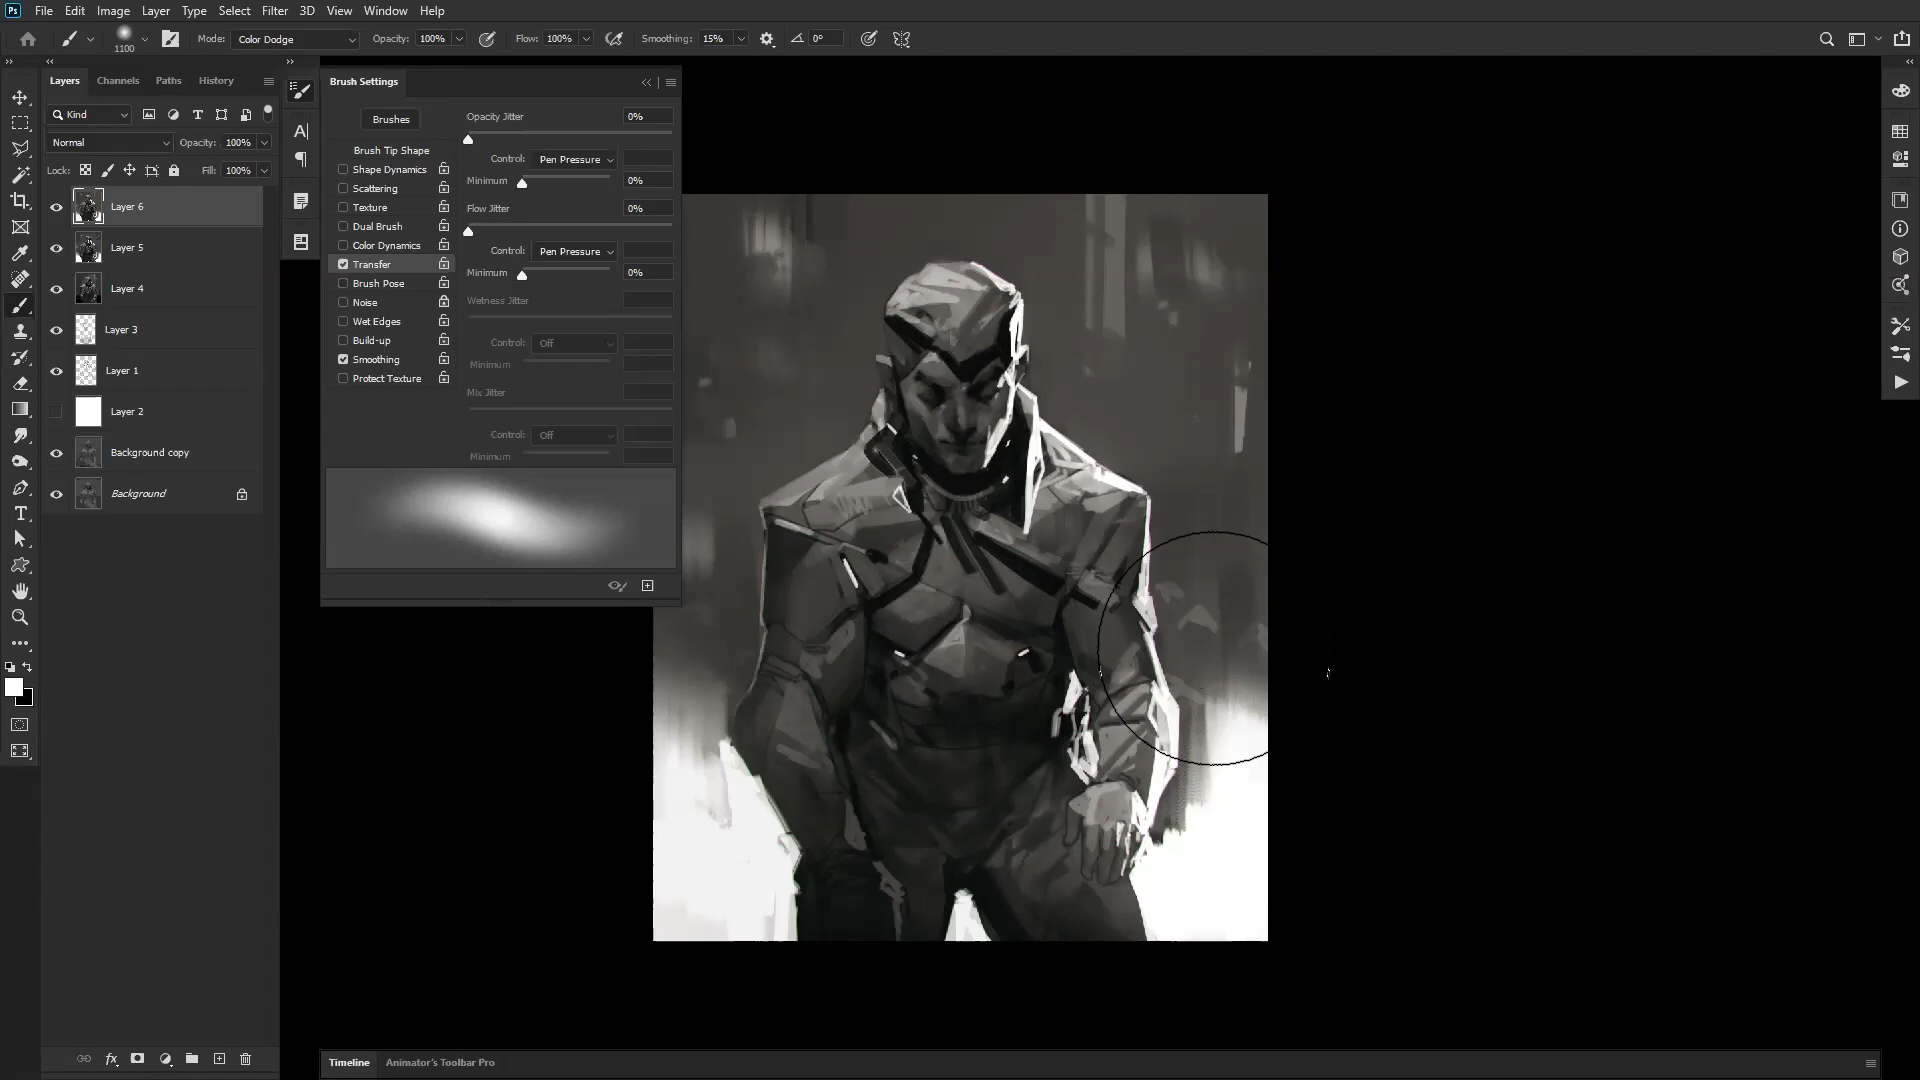 Ps File Edit Image Layer Type Select Filter 3D View Window Help
1100 Mode: Color Dodge Opacity: 100% Flow: 100% Smoothing: 15% 0°
Layers Channels Paths History
Kind
Normal Opacity: 100%
Lock: Fill: 100%
Layer 6
Layer 5
Layer 4
Layer 3
Layer 1
Layer 2
Background copy
Background
fx
Brush Settings
Brushes
Brush Tip Shape
Shape Dynamics
Scattering
Texture
Dual Brush
Color Dynamics
Transfer
Brush Pose
Noise
Wet Edges
Build-up
Smoothing
Protect Texture
Opacity Jitter 0%
Control: Pen Pressure
Minimum 0%
Flow Jitter 0%
Control: Pen Pressure
Minimum 0%
Wetness Jitter
Control: Off
Minimum
Mix Jitter
Control: Off
Minimum
Timeline Animator's Toolbar Pro